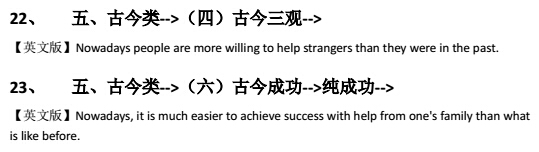 22、 五、古今类-->（四）古今三观-->
【英文版】Nowadays people are more willing to help strangers than they were in the past.
23、 五、古今类-->（六）古今成功-->纯成功-->
【英文版】Nowadays, it is much easier to achieve success with help from one's family than what
is like before.